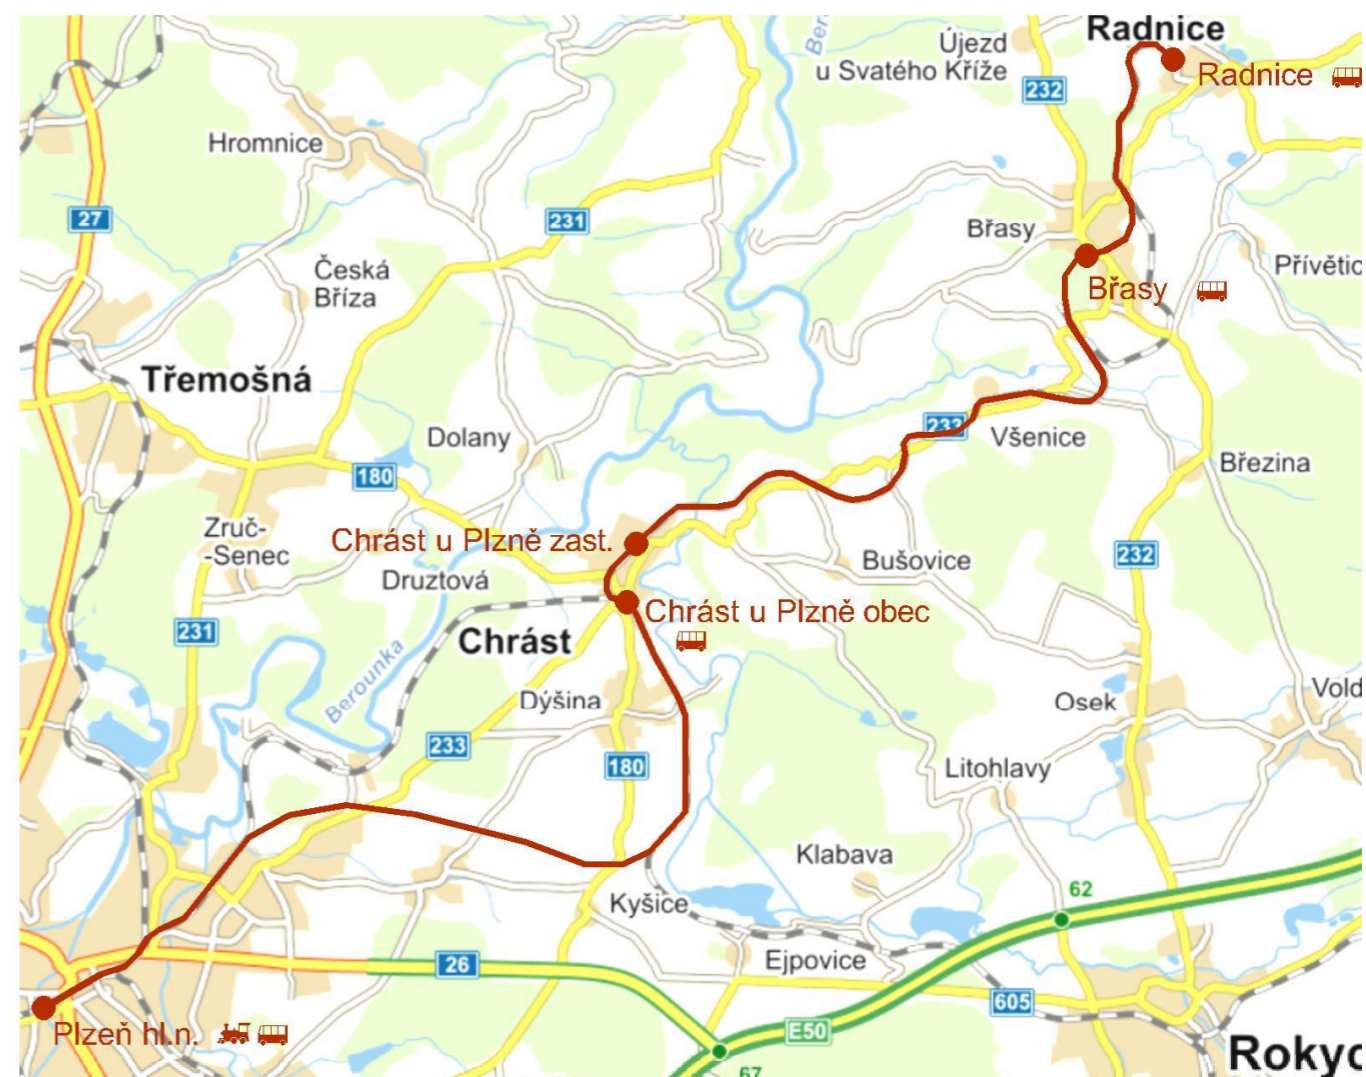 Radnice
Újezd
u Svatého Kříže
Ber
Radnice
232
Hromnice
27
231
Břasy
Česká
Bříza
Přívětic
Břasy
Třemošná
233
Dolany
Všenice
180
Březina
Zruč-
-Senec
Chrást u Plzně zast.
232
Druztová
Bušovice
Chrást u Plzně obec
231
Chrást
Berounka
Dýšina
Osek
Vold
233
180
Litohlavy
Klabava
62
Kyšice
26
Ejpovice
605
Plzeň hl.n.
E50
Rokyc
67